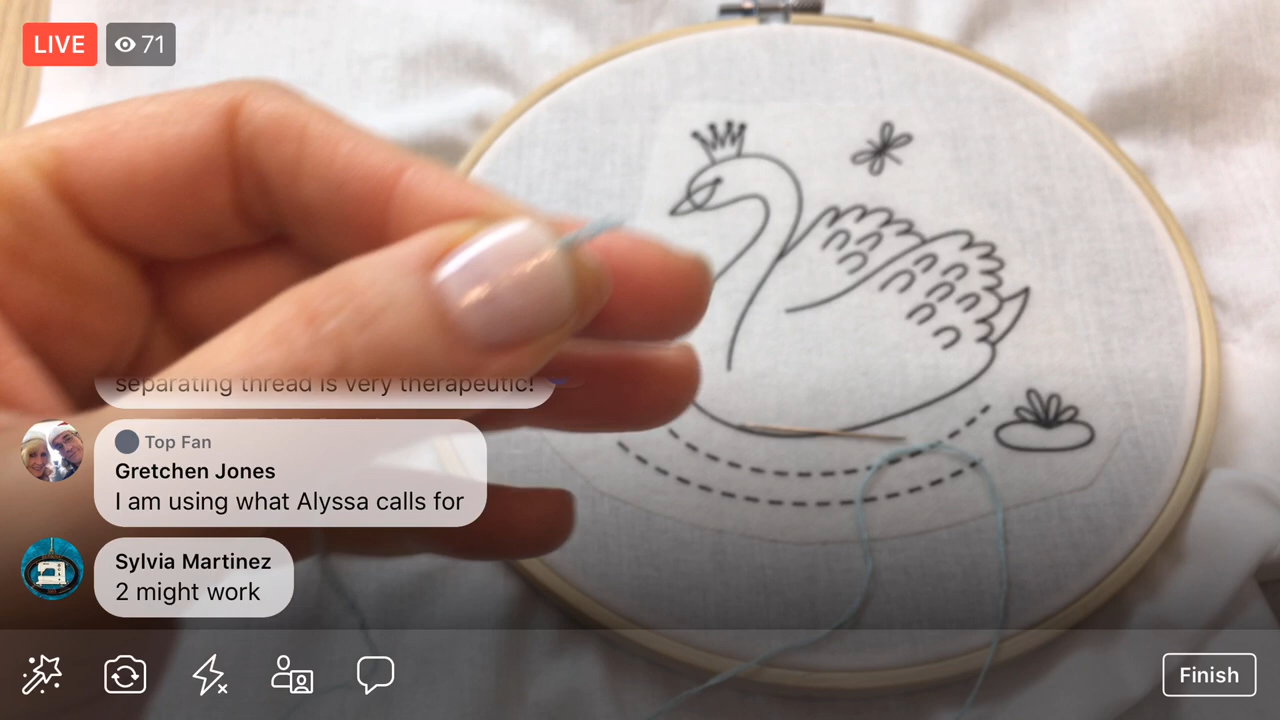 LIVE
71
separating thread is very therapeutic!
Top Fan
Gretchen Jones
I am using what Alyssa calls for
Sylvia Martinez
2 might work
Finish